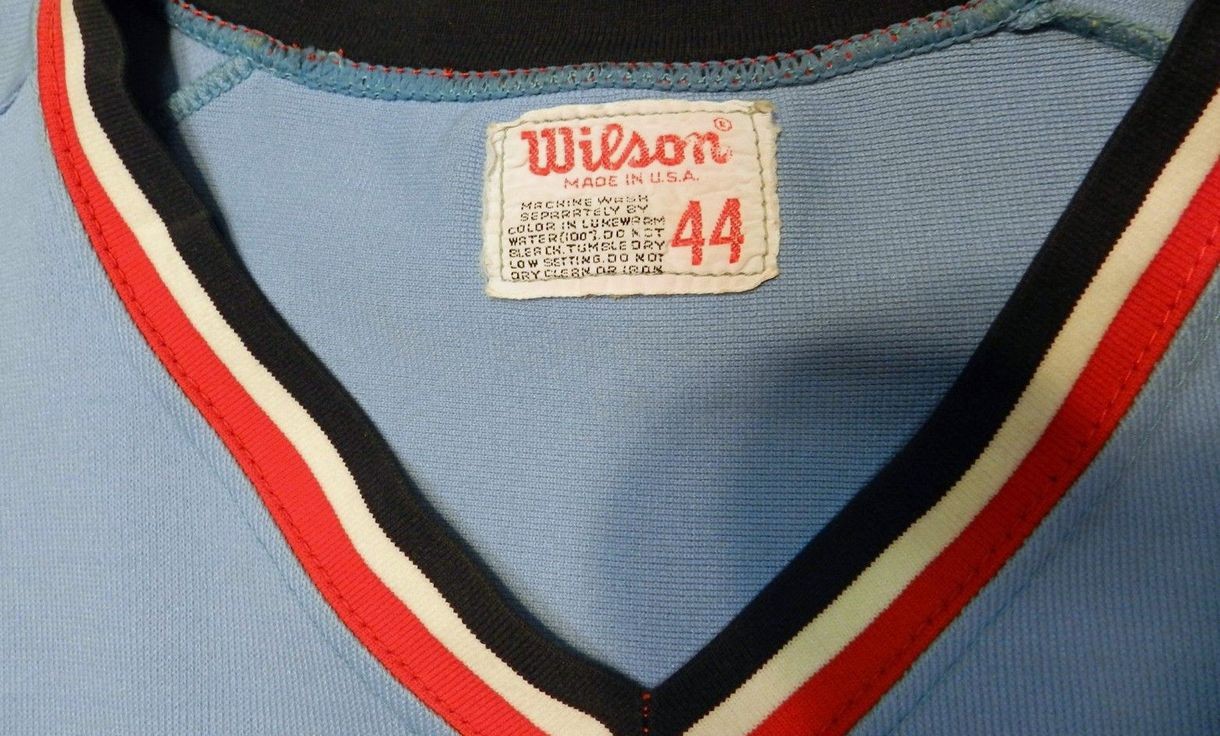 Wilson ®
MADE IN U.S.A.
MACHINE WASH
SEPARATELY BY
COLOR IN LUKEWARM
WATER(100°).DO NOT
BLEACH.TUMBLE DRY
LOW SETTING.DO NOT
DRY CLEAN OR IRON
44